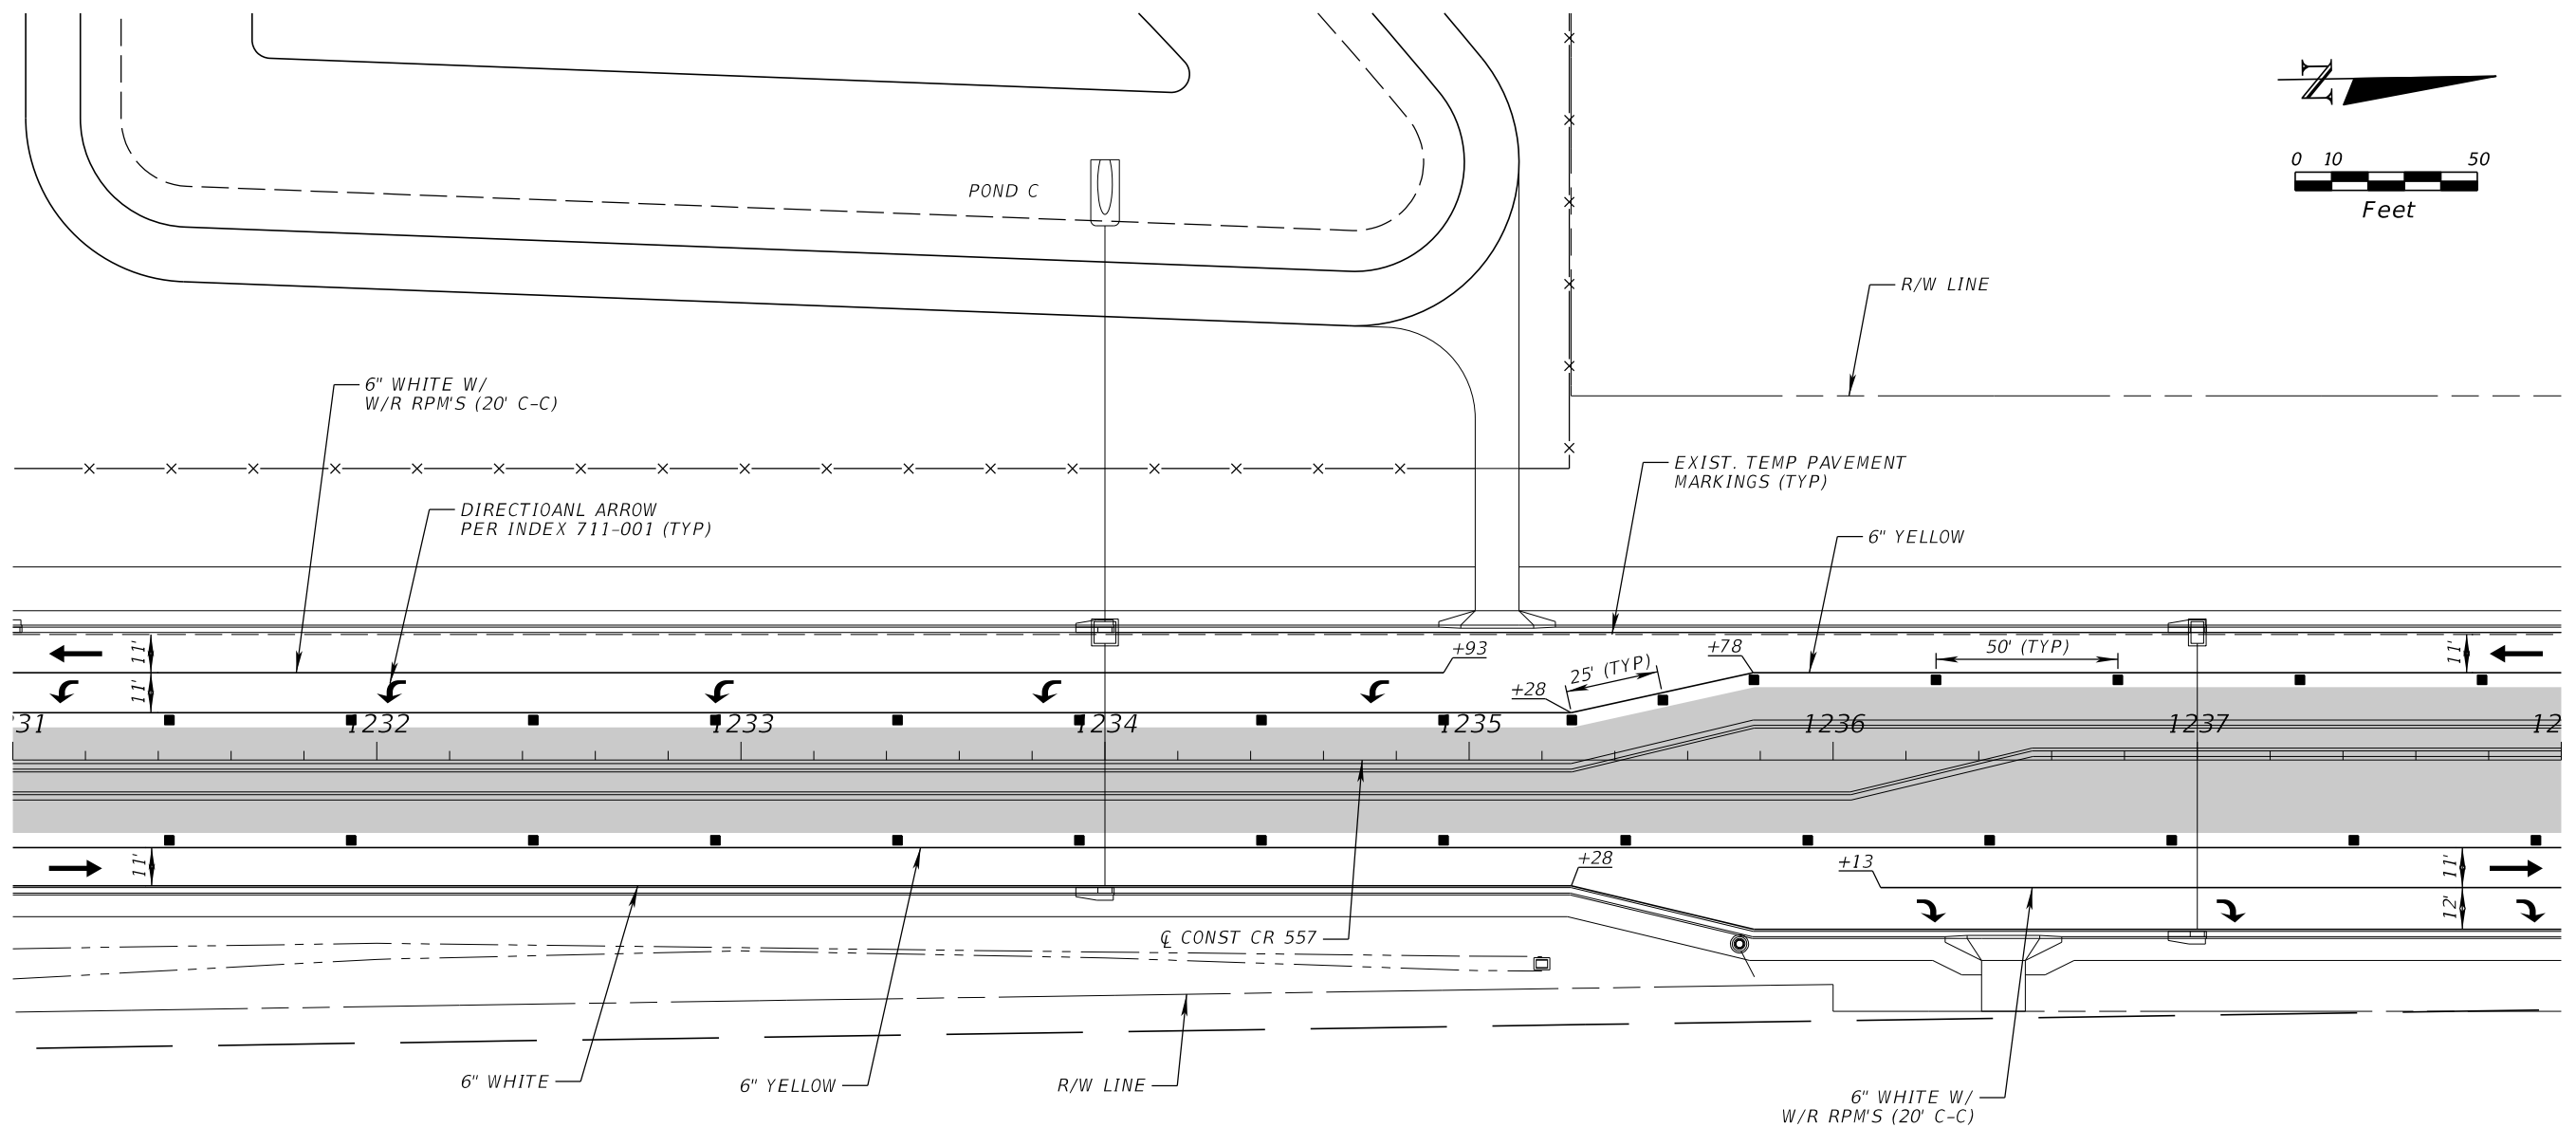 N
0 10 50
Feet
POND C
R/W LINE
6" WHITE W/
W/R RPM'S (20' C-C)
EXIST. TEMP PAVEMENT
MARKINGS (TYP)
DIRECTIOANL ARROW
PER INDEX 711-001 (TYP)
6" YELLOW
+93
+78
50' (TYP)
25' (TYP)
+28
11'
11'
11'
31 1232 1233 1234 1235 1236 1237 12
+28
+13
11'
11'
12'
℄ CONST CR 557
6" WHITE
6" YELLOW
R/W LINE
6" WHITE W/
W/R RPM'S (20' C-C)